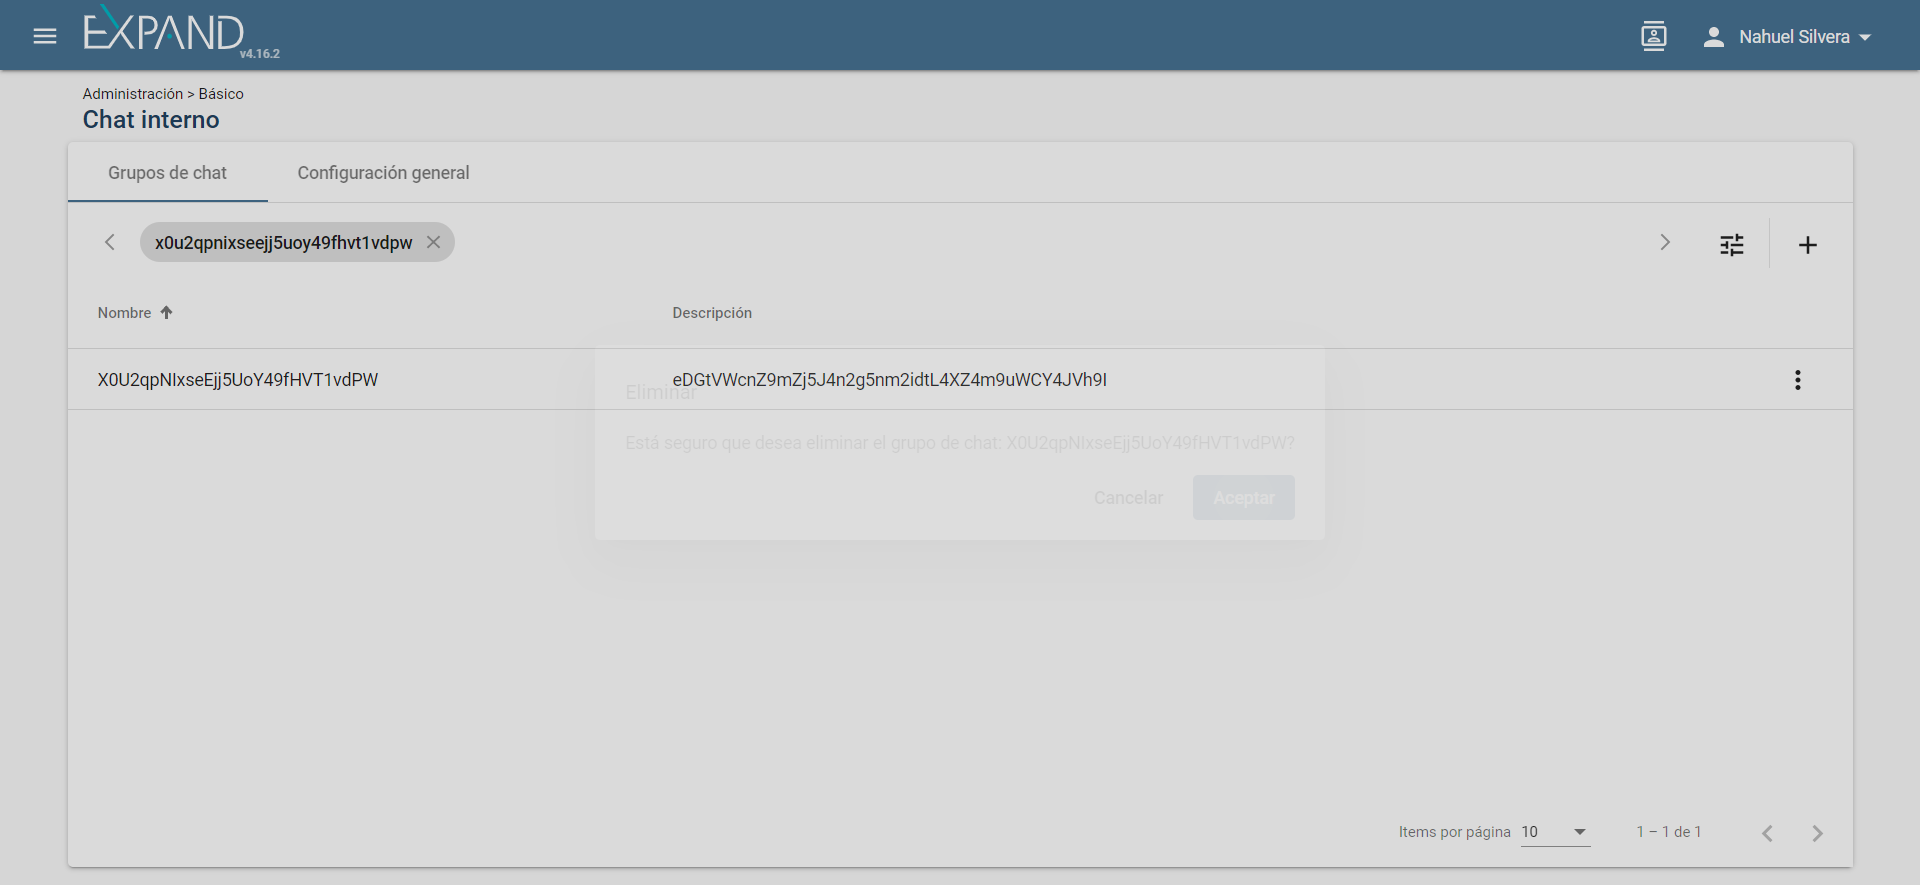 EXPAND
v4.16.2
Nahuel Silvera
Administración > Básico
Chat interno
Grupos de chat
Configuración general
x0u2qpnixseejj5uoy49fhvt1vdpw
Nombre
Descripción
X0U2qpNIxseEjj5UoY49fHVT1vdPW
eDGtVWcnZ9mZj5J4n2g5nm2idtL4XZ4m9uWCY4JVh9I
Eliminar
Está seguro que desea eliminar el grupo de chat: X0U2qpNIxseEjj5UoY49fHVT1vdPW?
Cancelar
Aceptar
Items por página
10
1 – 1 de 1